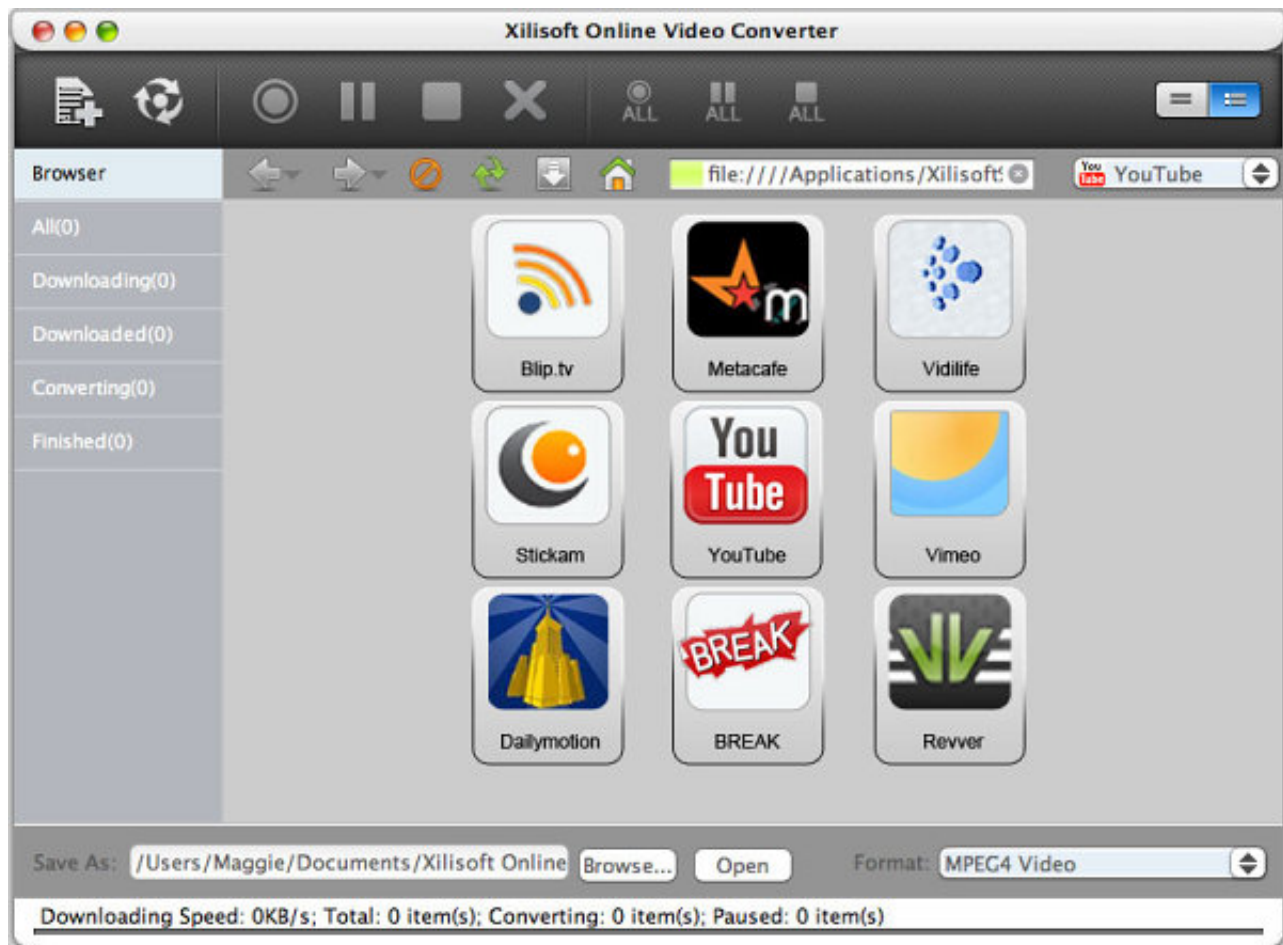 Xilisoft Online Video Converter
ALL ALL ALL
Browser
file:////Applications/Xilisoft
You Tube YouTube
All(0)
Downloading(0)
Downloaded(0)
Converting(0)
Finished(0)
m
Blip.tv Metacafe Vidilife
You
Tube
Stickam YouTube Vimeo
BREAK
Dailymotion BREAK Revver
Save As: /Users/Maggie/Documents/Xilisoft Online Browse... Open Format: MPEG4 Video
Downloading Speed: 0KB/s; Total: 0 item(s); Converting: 0 item(s); Paused: 0 item(s)